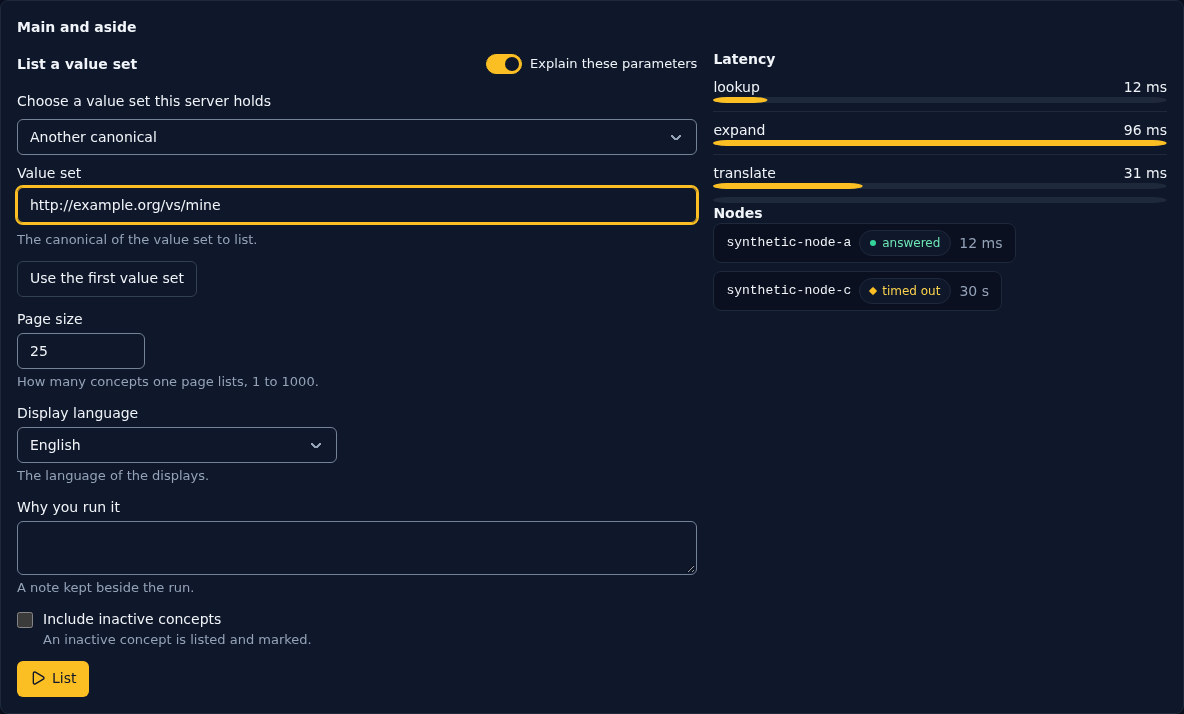 Main and aside
List a value set
Explain these parameters
Choose a value set this server holds
Another canonical
Value set
http://example.org/vs/mine
The canonical of the value set to list.
Use the first value set
Page size
25
How many concepts one page lists, 1 to 1000.
Display language
English
The language of the displays.
Why you run it
A note kept beside the run.
Include inactive concepts
An inactive concept is listed and marked.
List
Latency
lookup 12 ms
expand 96 ms
translate 31 ms
Nodes
synthetic-node-a answered 12 ms
synthetic-node-c timed out 30 s